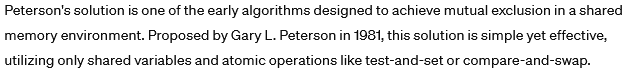 Peterson's solution is one of the early algorithms designed to achieve mutual exclusion in a shared
memory environment. Proposed by Gary L. Peterson in 1981, this solution is simple yet effective,
utilizing only shared variables and atomic operations like test-and-set or compare-and-swap.